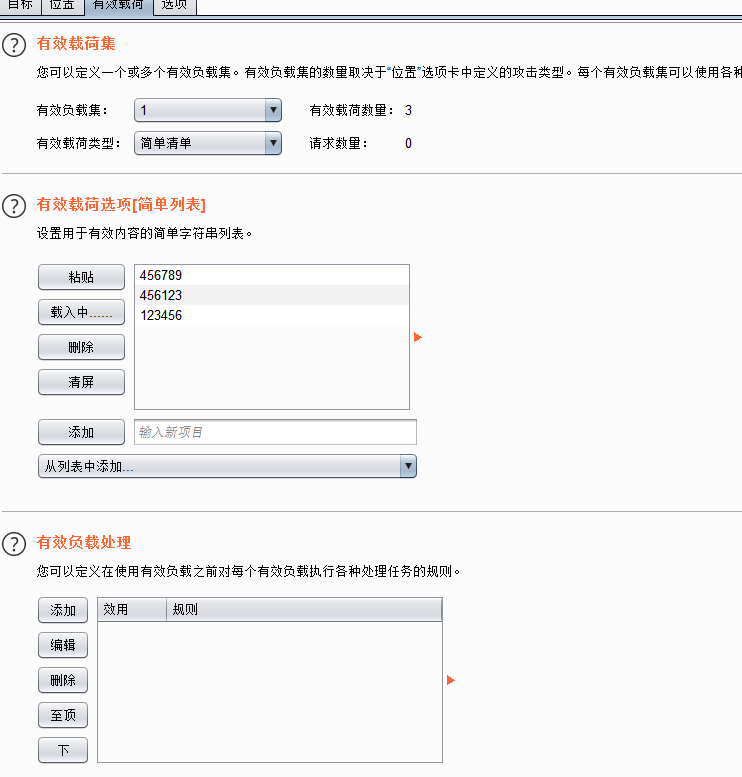 目标 位置 有效载荷 选项
? 有效载荷集
您可以定义一个或多个有效负载集。有效负载集的数量取决于“位置”选项卡中定义的攻击类型。每个有效负载集可以使用各种
有效负载集： 1 有效载荷数量： 3
有效载荷类型： 简单清单 请求数量： 0
? 有效载荷选项[简单列表]
设置用于有效内容的简单字符串列表。
粘贴 456789
载入中...... 456123
删除 123456
清屏
添加 输入新项目
从列表中添加...
? 有效负载处理
您可以定义在使用有效负载之前对每个有效负载执行各种处理任务的规则。
添加 效用 规则
编辑
删除
至顶
下